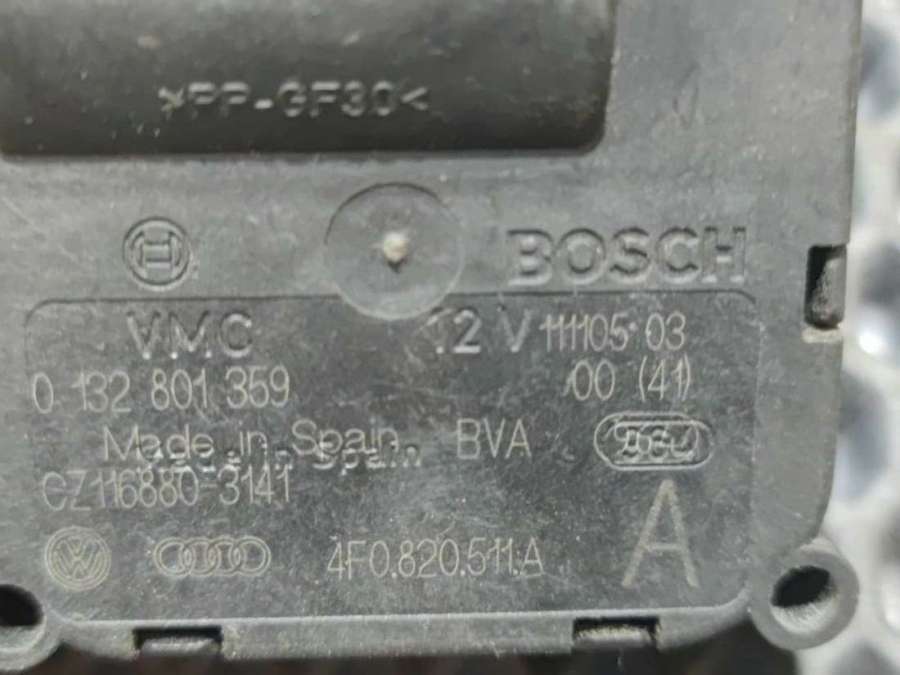 >PP-GF30<
BOSCH
VMC 12 V 111105 03
0 132 801 359 00 (41)
Made in Spain BVA
CZ116880-3141
VW 4F0.820.511.A A